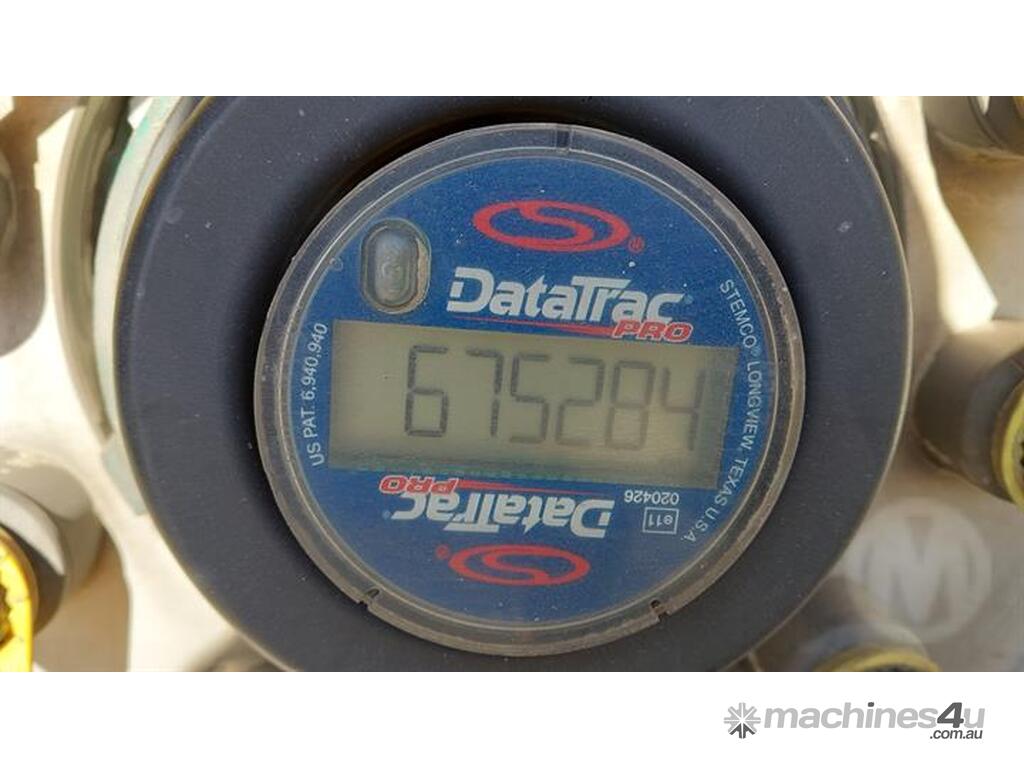 S®
DATATRAC®
PRO
US PAT. 6,940,940
STEMCO® LONGVIEW, TEXAS U.S.A.
675284
DATATRAC®
PRO
e11
020426
S®
M
machines4u
.com.au